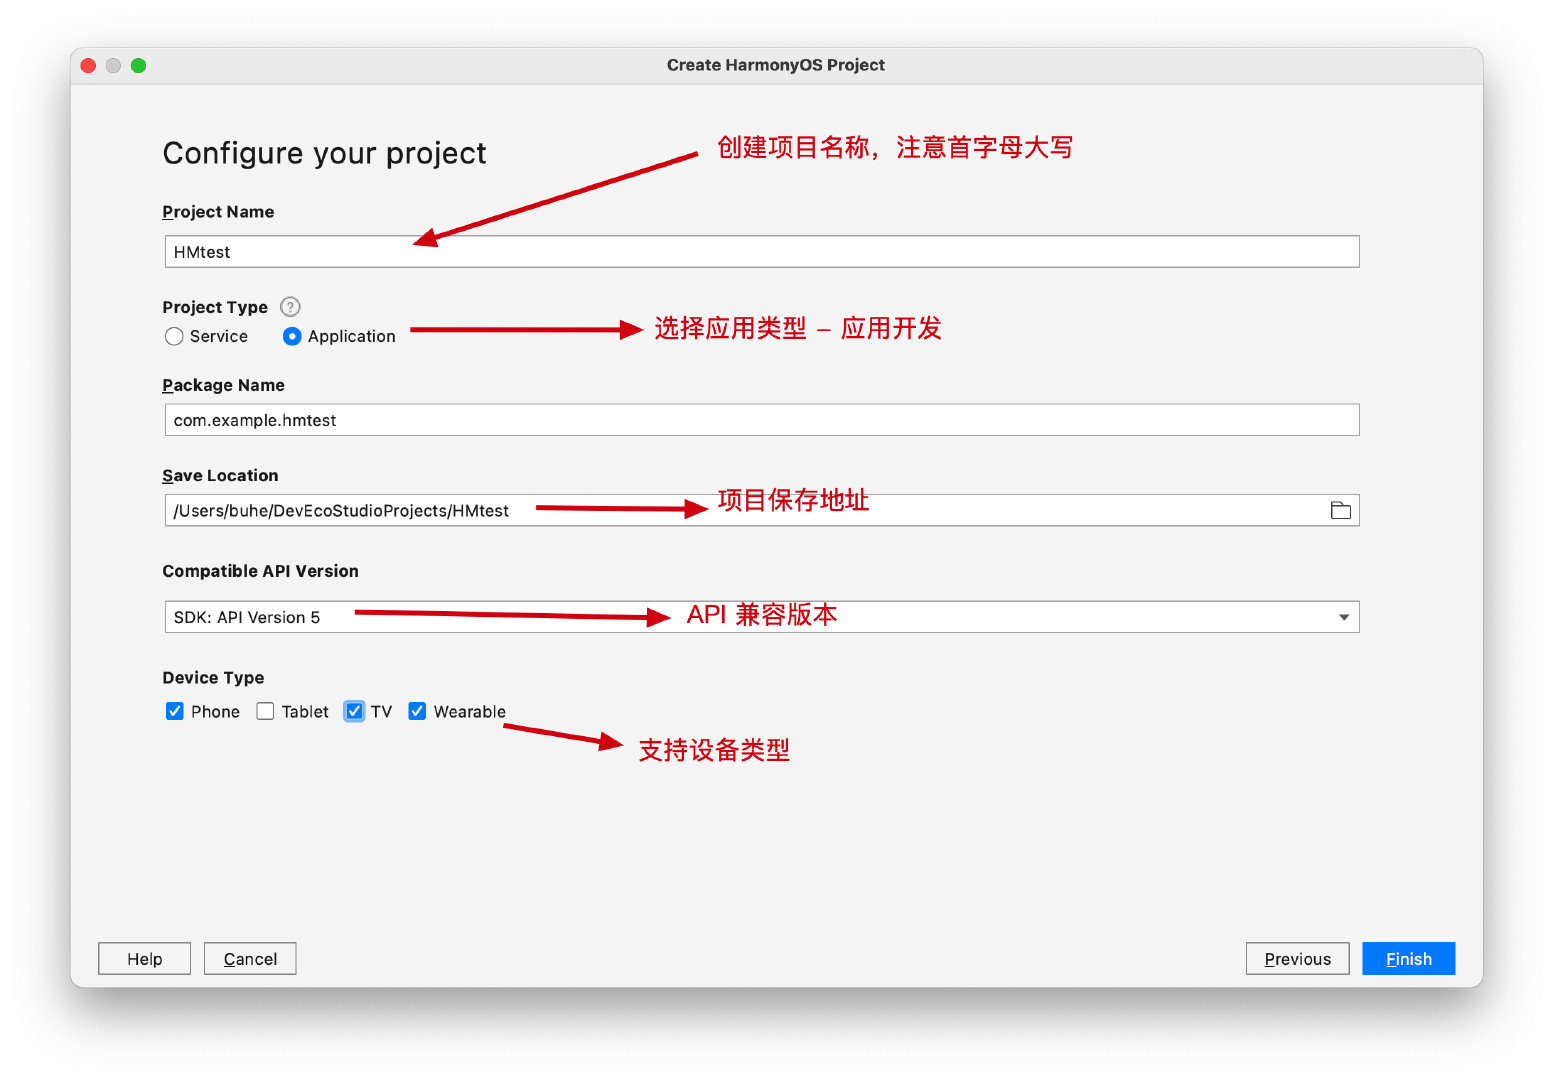 Create HarmonyOS Project
Configure your project
创建项目名称，注意首字母大写
Project Name
HMtest
Project Type ?
Service Application
选择应用类型 – 应用开发
Package Name
com.example.hmtest
Save Location
/Users/buhe/DevEcoStudioProjects/HMtest
项目保存地址
Compatible API Version
SDK: API Version 5
API 兼容版本
Device Type
Phone Tablet TV Wearable
支持设备类型
Help Cancel Previous Finish